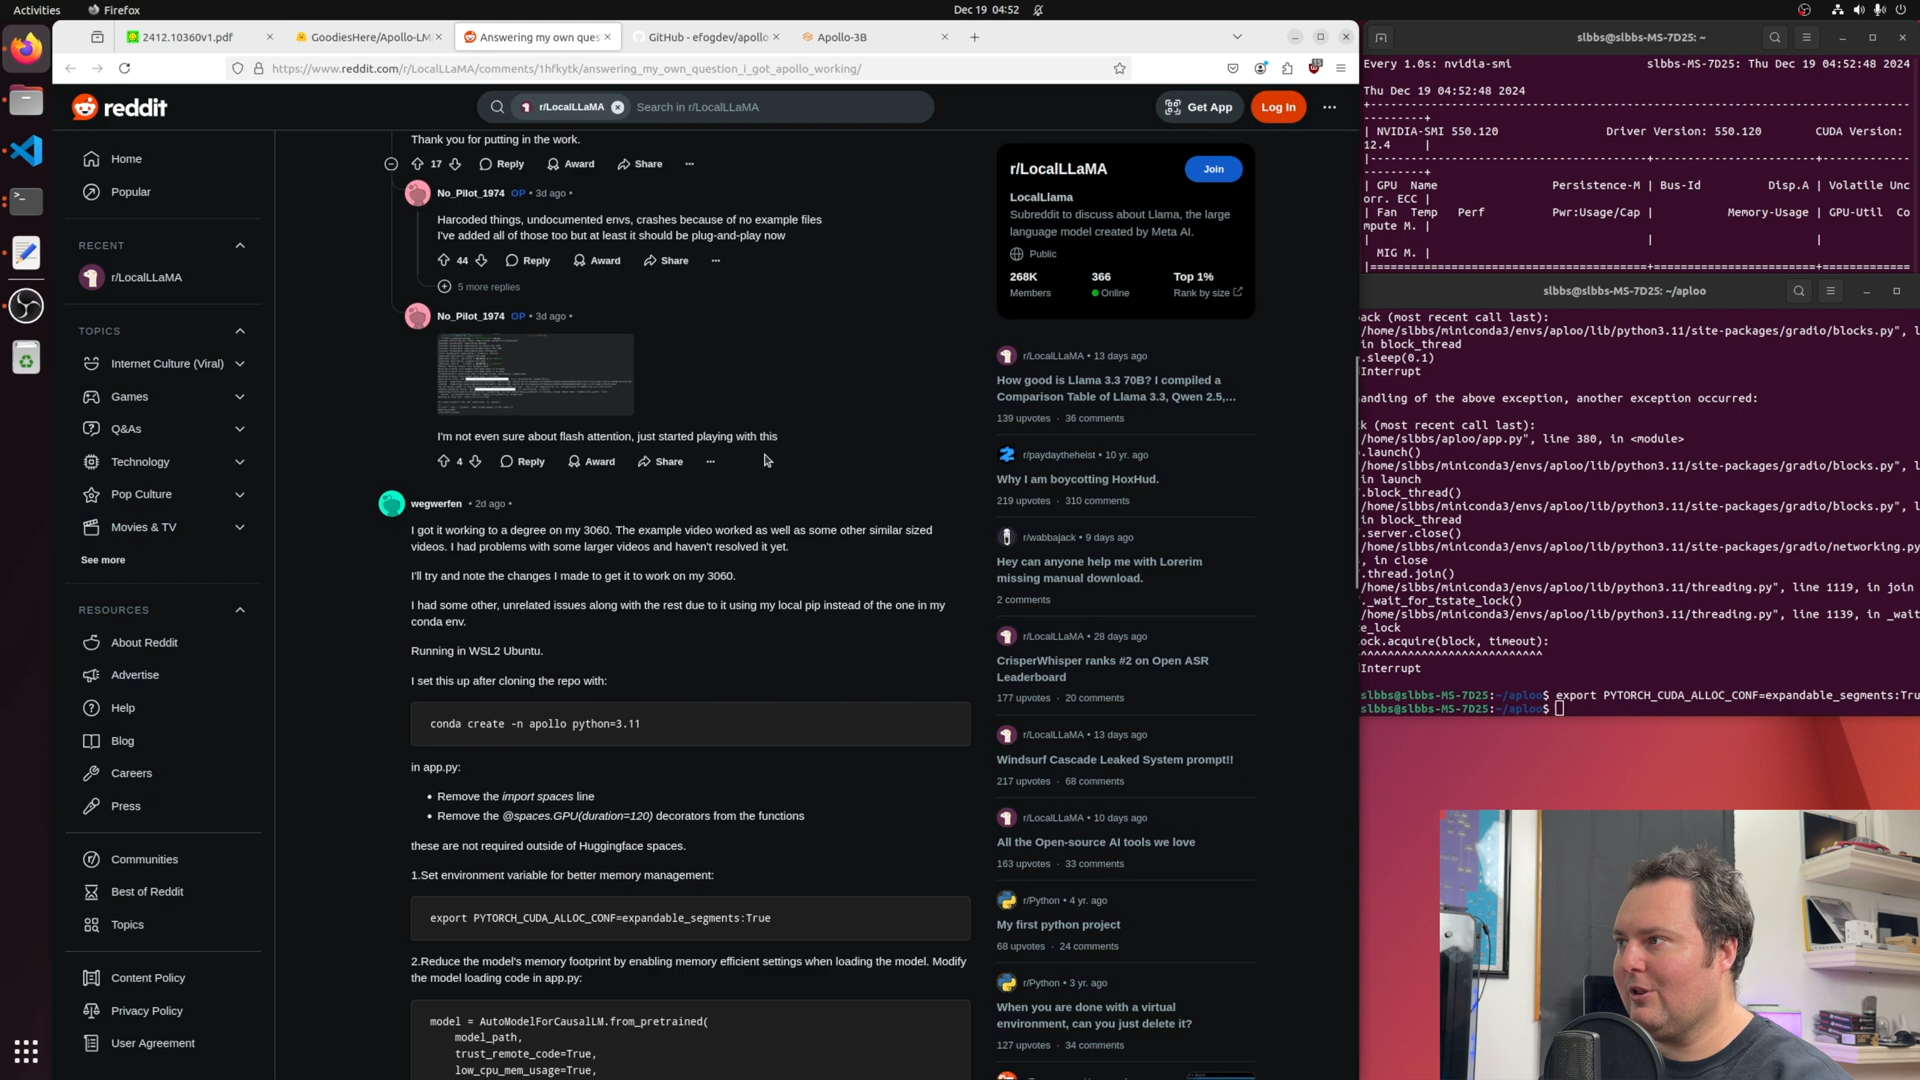 Activities
Firefox
Dec 19 04:52
2412.10360v1.pdf
GoodiesHere/Apollo-LM
Answering my own ques
GitHub - efogdev/apollo
Apollo-3B
https://www.reddit.com/r/LocalLLaMA/comments/1hfkytk/answering_my_own_question_i_got_apollo_working/
reddit
r/LocalLLaMA
Search in r/LocalLLaMA
Get App
Log In
Home
Popular
RECENT
r/LocalLLaMA
TOPICS
Internet Culture (Viral)
Games
Q&As
Technology
Pop Culture
Movies & TV
See more
RESOURCES
About Reddit
Advertise
Help
Blog
Careers
Press
Communities
Best of Reddit
Topics
Content Policy
Privacy Policy
User Agreement
Thank you for putting in the work.
17 Reply Award Share
No_Pilot_1974 OP • 3d ago •
Harcoded things, undocumented envs, crashes because of no example files
I've added all of those too but at least it should be plug-and-play now
44 Reply Award Share
5 more replies
No_Pilot_1974 OP • 3d ago •
I'm not even sure about flash attention, just started playing with this
4 Reply Award Share
wegwerfen • 2d ago •
I got it working to a degree on my 3060. The example video worked as well as some other similar sized
videos. I had problems with some larger videos and haven't resolved it yet.
I'll try and note the changes I made to get it to work on my 3060.
I had some other, unrelated issues along with the rest due to it using my local pip instead of the one in my
conda env.
Running in WSL2 Ubuntu.
I set this up after cloning the repo with:
conda create -n apollo python=3.11
in app.py:
• Remove the import spaces line
• Remove the @spaces.GPU(duration=120) decorators from the functions
these are not required outside of Huggingface spaces.
1.Set environment variable for better memory management:
export PYTORCH_CUDA_ALLOC_CONF=expandable_segments:True
2.Reduce the model's memory footprint by enabling memory efficient settings when loading the model. Modify
the model loading code in app.py:
model = AutoModelForCausalLM.from_pretrained(
model_path,
trust_remote_code=True,
low_cpu_mem_usage=True,
r/LocalLLaMA
Join
LocalLlama
Subreddit to discuss about Llama, the large
language model created by Meta AI.
Public
268K 366 Top 1%
Members Online Rank by size
r/LocalLLaMA • 13 days ago
How good is Llama 3.3 70B? I compiled a
Comparison Table of Llama 3.3, Qwen 2.5,…
139 upvotes · 36 comments
r/paydaytheheist • 10 yr. ago
Why I am boycotting HoxHud.
219 upvotes · 310 comments
r/wabbajack • 9 days ago
Hey can anyone help me with Lorerim
missing manual download.
2 comments
r/LocalLLaMA • 28 days ago
CrisperWhisper ranks #2 on Open ASR
Leaderboard
177 upvotes · 20 comments
r/LocalLLaMA • 13 days ago
Windsurf Cascade Leaked System prompt!!
217 upvotes · 68 comments
r/LocalLLaMA • 10 days ago
All the Open-source AI tools we love
163 upvotes · 33 comments
r/Python • 4 yr. ago
My first python project
68 upvotes · 24 comments
r/Python • 3 yr. ago
When you are done with a virtual
environment, can you just delete it?
127 upvotes · 34 comments
slbbs@slbbs-MS-7D25: ~
Every 1.0s: nvidia-smi slbbs-MS-7D25: Thu Dec 19 04:52:48 2024
Thu Dec 19 04:52:48 2024
+-----------------------------------------------------------------------------
---------+
| NVIDIA-SMI 550.120 Driver Version: 550.120 CUDA Version:
12.4 |
|-----------------------------------------+------------------------+----------
---------+
| GPU Name Persistence-M | Bus-Id Disp.A | Volatile Unc
orr. ECC |
| Fan Temp Perf Pwr:Usage/Cap | Memory-Usage | GPU-Util Co
mpute M. |
| | |
MIG M. |
|=========================================+========================+==========
slbbs@slbbs-MS-7D25: ~/aploo
back (most recent call last):
/home/slbbs/miniconda3/envs/aploo/lib/python3.11/site-packages/gradio/blocks.py", l
in block_thread
.sleep(0.1)
Interrupt
andling of the above exception, another exception occurred:
k (most recent call last):
/home/slbbs/aploo/app.py", line 380, in <module>
.launch()
/home/slbbs/miniconda3/envs/aploo/lib/python3.11/site-packages/gradio/blocks.py", l
in launch
.block_thread()
/home/slbbs/miniconda3/envs/aploo/lib/python3.11/site-packages/gradio/blocks.py", l
in block_thread
.server.close()
/home/slbbs/miniconda3/envs/aploo/lib/python3.11/site-packages/gradio/networking.py
, in close
.thread.join()
/home/slbbs/miniconda3/envs/aploo/lib/python3.11/threading.py", line 1119, in join
._wait_for_tstate_lock()
/home/slbbs/miniconda3/envs/aploo/lib/python3.11/threading.py", line 1139, in _wait
e_lock
ock.acquire(block, timeout):
^^^^^^^^^^^^^^^^^^^^^^^^^^^
Interrupt
slbbs@slbbs-MS-7D25:~/aploo$ export PYTORCH_CUDA_ALLOC_CONF=expandable_segments:Tru
slbbs@slbbs-MS-7D25:~/aploo$